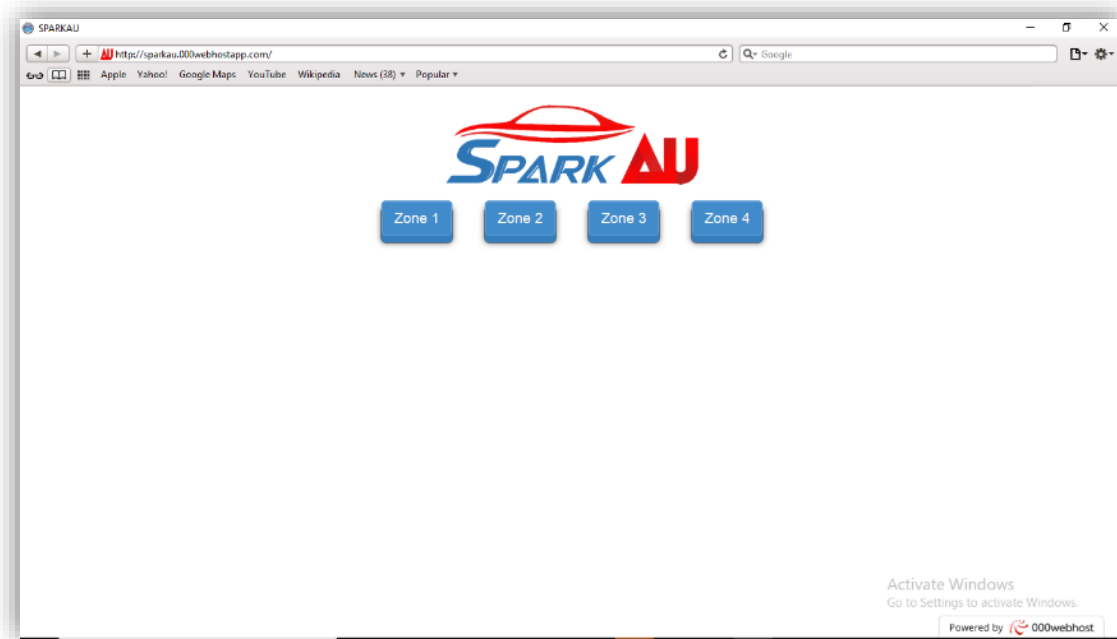 SPARKAU
http://sparkau.000webhostapp.com/ Google
Apple Yahoo! Google Maps YouTube Wikipedia News (38) Popular
SPARK AU
Zone 1 Zone 2 Zone 3 Zone 4
Activate Windows
Go to Settings to activate Windows.
Powered by 000webhost